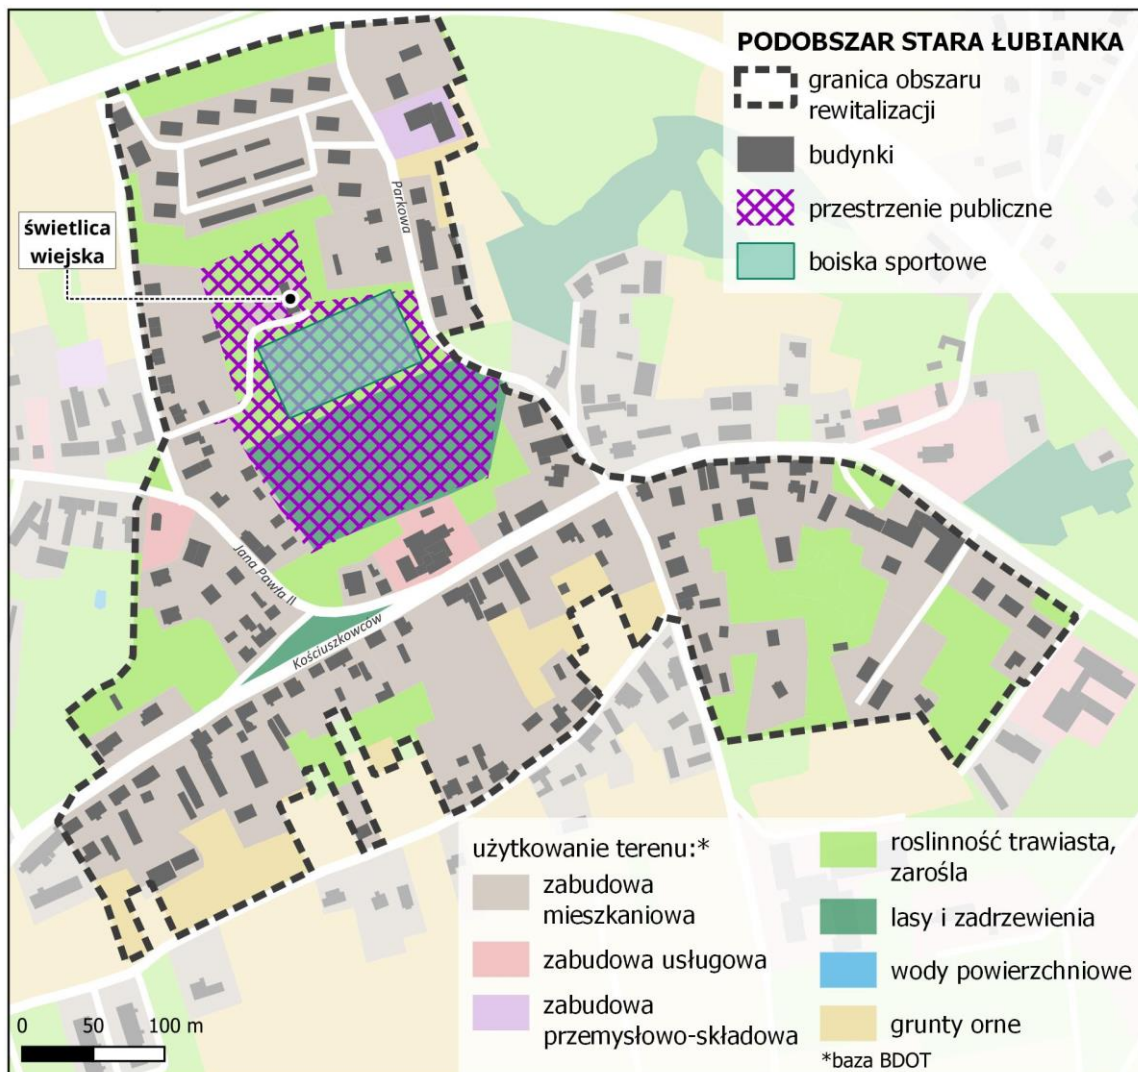 PODOBSZAR STARA ŁUBIANKA
granica obszaru
rewitalizacji
budynki
przestrzenie publiczne
boiska sportowe
świetlica
wiejska
Parkowa
Jana Pawła II
Kościuszkowców
użytkowanie terenu:*
zabudowa
mieszkaniowa
zabudowa usługowa
zabudowa
przemysłowo-składowa
roslinność trawiasta,
zarośla
lasy i zadrzewienia
wody powierzchniowe
grunty orne
*baza BDOT
0 50 100 m